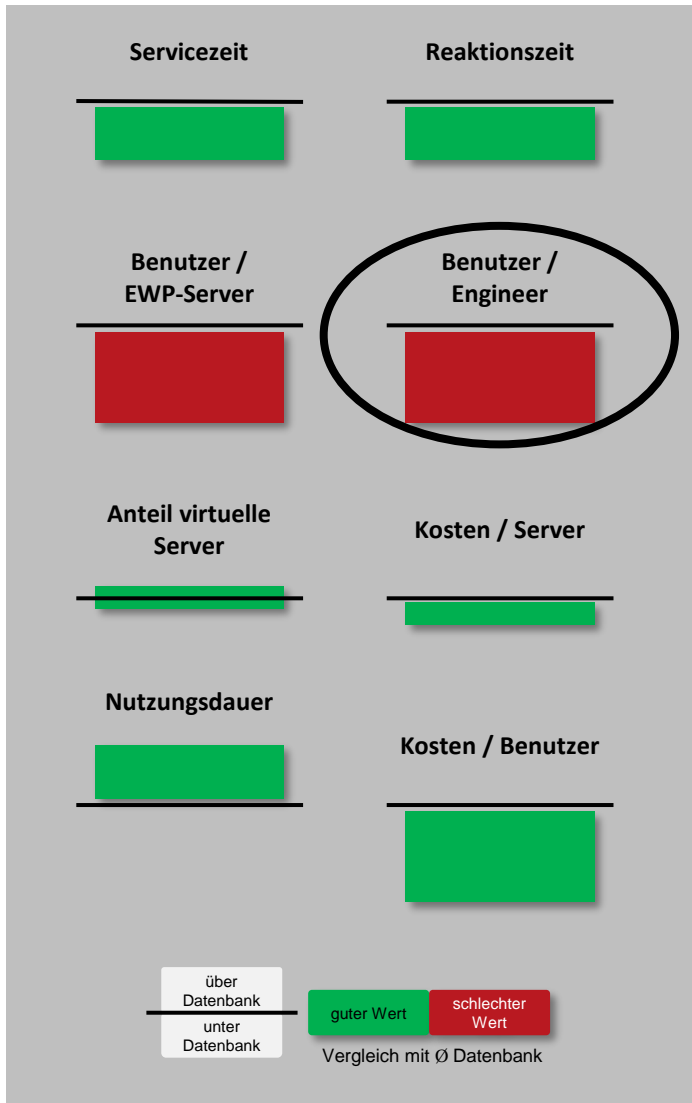 Servicezeit
Reaktionszeit
Benutzer /
EWP-Server
Benutzer /
Engineer
Anteil virtuelle
Server
Kosten / Server
Nutzungsdauer
Kosten / Benutzer
über
Datenbank
unter
Datenbank
guter Wert
schlechter
Wert
Vergleich mit Ø Datenbank